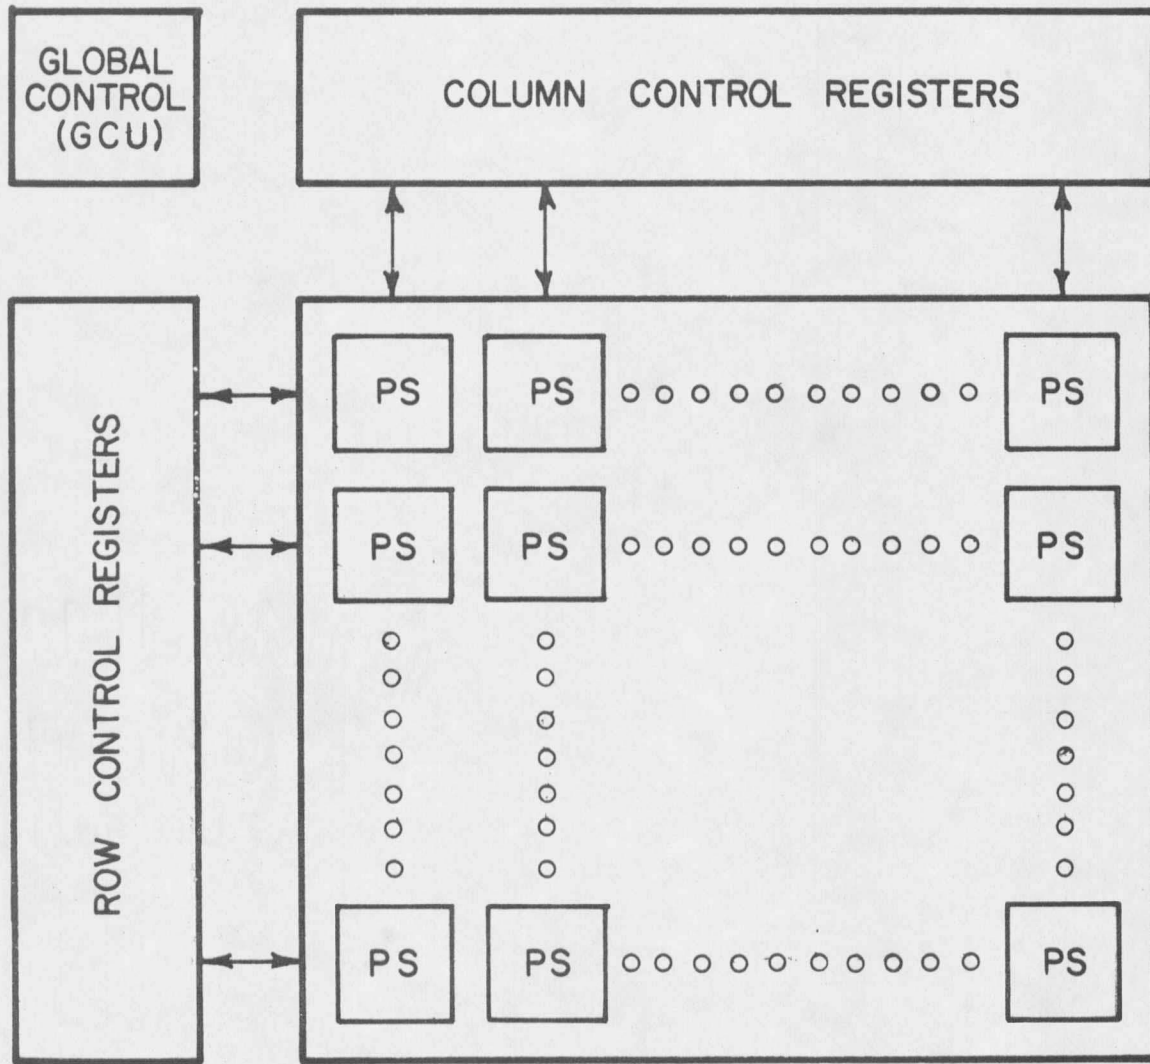 GLOBAL
CONTROL
(GCU)
COLUMN CONTROL REGISTERS
ROW CONTROL REGISTERS
PS PS PS
PS PS PS
PS PS PS